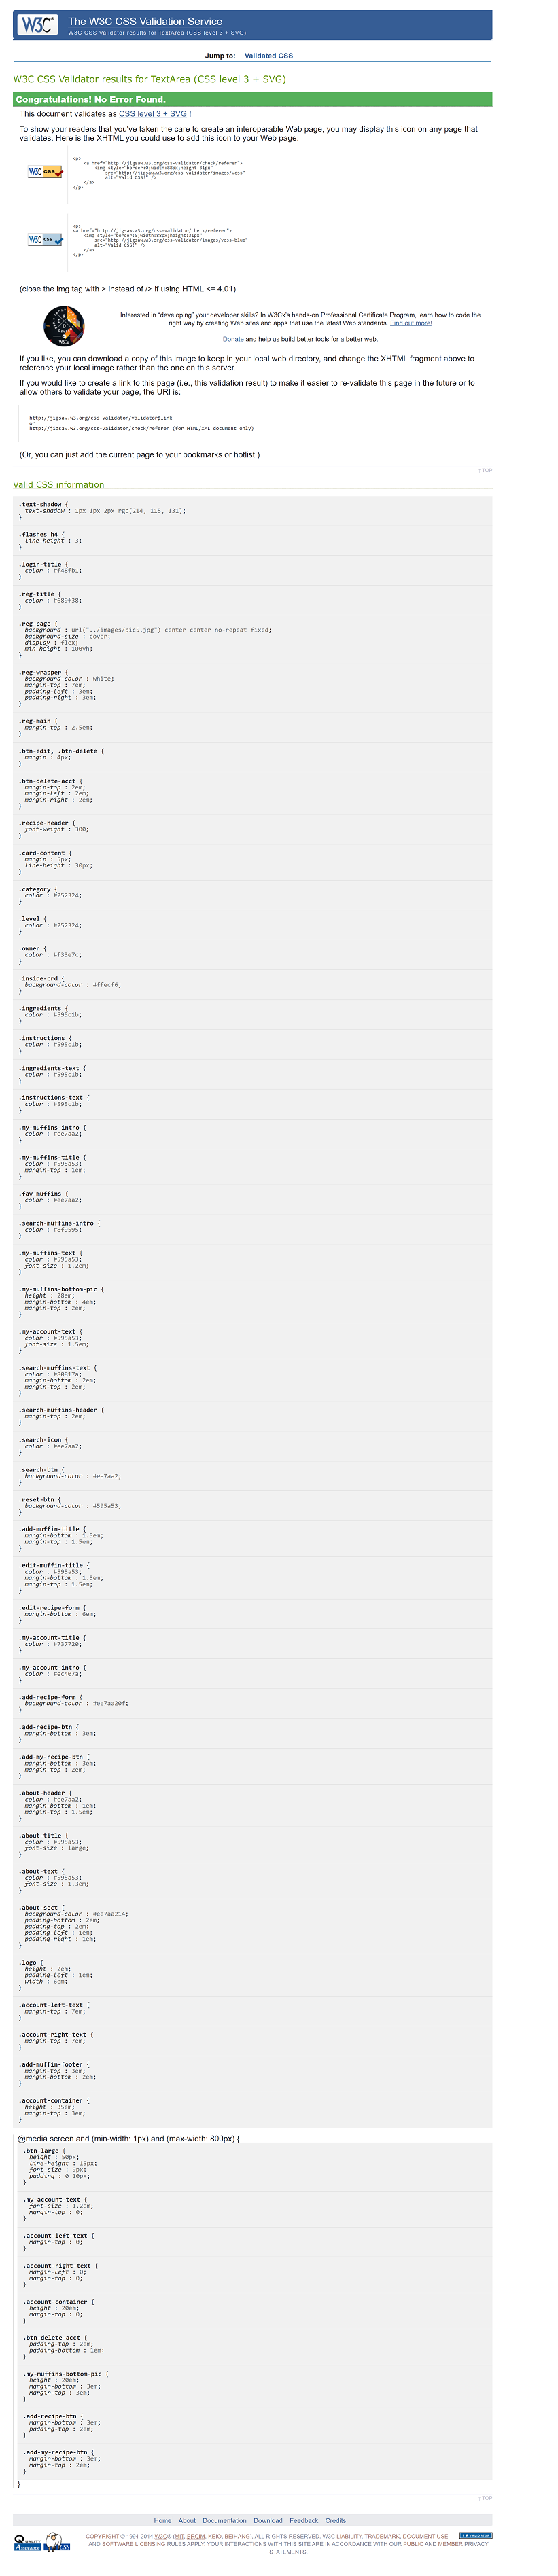 W3C® The W3C CSS Validation Service
W3C CSS Validator results for TextArea (CSS level 3 + SVG)
Jump to: Validated CSS
W3C CSS Validator results for TextArea (CSS level 3 + SVG)
Congratulations! No Error Found.
This document validates as CSS level 3 + SVG !
To show your readers that you've taken the care to create an interoperable Web page, you may display this icon on any page that
validates. Here is the XHTML you could use to add this icon to your Web page:
W3C css
<p>
<a href="http://jigsaw.w3.org/css-validator/check/referer">
<img style="border:0;width:88px;height:31px"
src="http://jigsaw.w3.org/css-validator/images/vcss"
alt="Valid CSS!" />
</a>
</p>
W3C css
<p>
<a href="http://jigsaw.w3.org/css-validator/check/referer">
<img style="border:0;width:88px;height:31px"
src="http://jigsaw.w3.org/css-validator/images/vcss-blue"
alt="Valid CSS!" />
</a>
</p>
(close the img tag with > instead of /> if using HTML <= 4.01)
Interested in "developing" your developer skills? In W3Cx's hands-on Professional Certificate Program, learn how to code the
right way by creating Web sites and apps that use the latest Web standards. Find out more!
Donate and help us build better tools for a better web.
If you like, you can download a copy of this image to keep in your local web directory, and change the XHTML fragment above to
reference your local image rather than the one on this server.
If you would like to create a link to this page (i.e., this validation result) to make it easier to re-validate this page in the future or to
allow others to validate your page, the URI is:
http://jigsaw.w3.org/css-validator/validator$link
or
http://jigsaw.w3.org/css-validator/check/referer (for HTML/XML document only)
(Or, you can just add the current page to your bookmarks or hotlist.)
↑ TOP
Valid CSS information
.text-shadow {
text-shadow : 1px 1px 2px rgb(214, 115, 131);
}
.flashes h4 {
line-height : 3;
}
.login-title {
color : #f48fb1;
}
.reg-title {
color : #689f38;
}
.reg-page {
background : url("../images/pic5.jpg") center center no-repeat fixed;
background-size : cover;
display : flex;
min-height : 100vh;
}
.reg-wrapper {
background-color : white;
margin-top : 7em;
padding-left : 3em;
padding-right : 3em;
}
.reg-main {
margin-top : 2.5em;
}
.btn-edit, .btn-delete {
margin : 4px;
}
.btn-delete-acct {
margin-top : 2em;
margin-left : 2em;
margin-right : 2em;
}
.recipe-header {
font-weight : 300;
}
.card-content {
margin : 5px;
line-height : 30px;
}
.category {
color : #252324;
}
.level {
color : #252324;
}
.owner {
color : #f33e7c;
}
.inside-crd {
background-color : #ffecf6;
}
.ingredients {
color : #595c1b;
}
.instructions {
color : #595c1b;
}
.ingredients-text {
color : #595c1b;
}
.instructions-text {
color : #595c1b;
}
.my-muffins-intro {
color : #ee7aa2;
}
.my-muffins-title {
color : #595a53;
margin-top : 1em;
}
.fav-muffins {
color : #ee7aa2;
}
.search-muffins-intro {
color : #8f9595;
}
.my-muffins-text {
color : #595a53;
font-size : 1.2em;
}
.my-muffins-bottom-pic {
height : 28em;
margin-bottom : 4em;
margin-top : 2em;
}
.my-account-text {
color : #595a53;
font-size : 1.5em;
}
.search-muffins-text {
color : #80817a;
margin-bottom : 2em;
margin-top : 2em;
}
.search-muffins-header {
margin-top : 2em;
}
.search-icon {
color : #ee7aa2;
}
.search-btn {
background-color : #ee7aa2;
}
.reset-btn {
background-color : #595a53;
}
.add-muffin-title {
margin-bottom : 1.5em;
margin-top : 1.5em;
}
.edit-muffin-title {
color : #595a53;
margin-bottom : 1.5em;
margin-top : 1.5em;
}
.edit-recipe-form {
margin-bottom : 6em;
}
.my-account-title {
color : #737720;
}
.my-account-intro {
color : #ec407a;
}
.add-recipe-form {
background-color : #ee7aa20f;
}
.add-recipe-btn {
margin-bottom : 3em;
}
.add-my-recipe-btn {
margin-bottom : 3em;
margin-top : 2em;
}
.about-header {
color : #ee7aa2;
margin-bottom : 1em;
margin-top : 1.5em;
}
.about-title {
color : #595a53;
font-size : large;
}
.about-text {
color : #595a53;
font-size : 1.3em;
}
.about-sect {
background-color : #ee7aa214;
padding-bottom : 2em;
padding-top : 2em;
padding-left : 1em;
padding-right : 1em;
}
.logo {
height : 2em;
padding-left : 1em;
width : 6em;
}
.account-left-text {
margin-top : 7em;
}
.account-right-text {
margin-top : 7em;
}
.add-muffin-footer {
margin-top : 3em;
margin-bottom : 2em;
}
.account-container {
height : 35em;
margin-top : 3em;
}
@media screen and (min-width: 1px) and (max-width: 800px) {
.btn-large {
height : 50px;
line-height : 15px;
font-size : 9px;
padding : 0 10px;
}
.my-account-text {
font-size : 1.2em;
margin-top : 0;
}
.account-left-text {
margin-top : 0;
}
.account-right-text {
margin-left : 0;
margin-top : 0;
}
.account-container {
height : 20em;
margin-top : 0;
}
.btn-delete-acct {
padding-top : 2em;
padding-bottom : 1em;
}
.my-muffins-bottom-pic {
height : 20em;
margin-bottom : 3em;
margin-top : 3em;
}
.add-recipe-btn {
margin-bottom : 3em;
padding-top : 2em;
}
.add-my-recipe-btn {
margin-bottom : 3em;
margin-top : 2em;
}
}
↑ TOP
Home About Documentation Download Feedback Credits
QUALITY Assurance CSS
COPYRIGHT © 1994-2014 W3C® (MIT, ERCIM, KEIO, BEIHANG), ALL RIGHTS RESERVED. W3C LIABILITY, TRADEMARK, DOCUMENT USE
AND SOFTWARE LICENSING RULES APPLY. YOUR INTERACTIONS WITH THIS SITE ARE IN ACCORDANCE WITH OUR PUBLIC AND MEMBER PRIVACY
STATEMENTS.